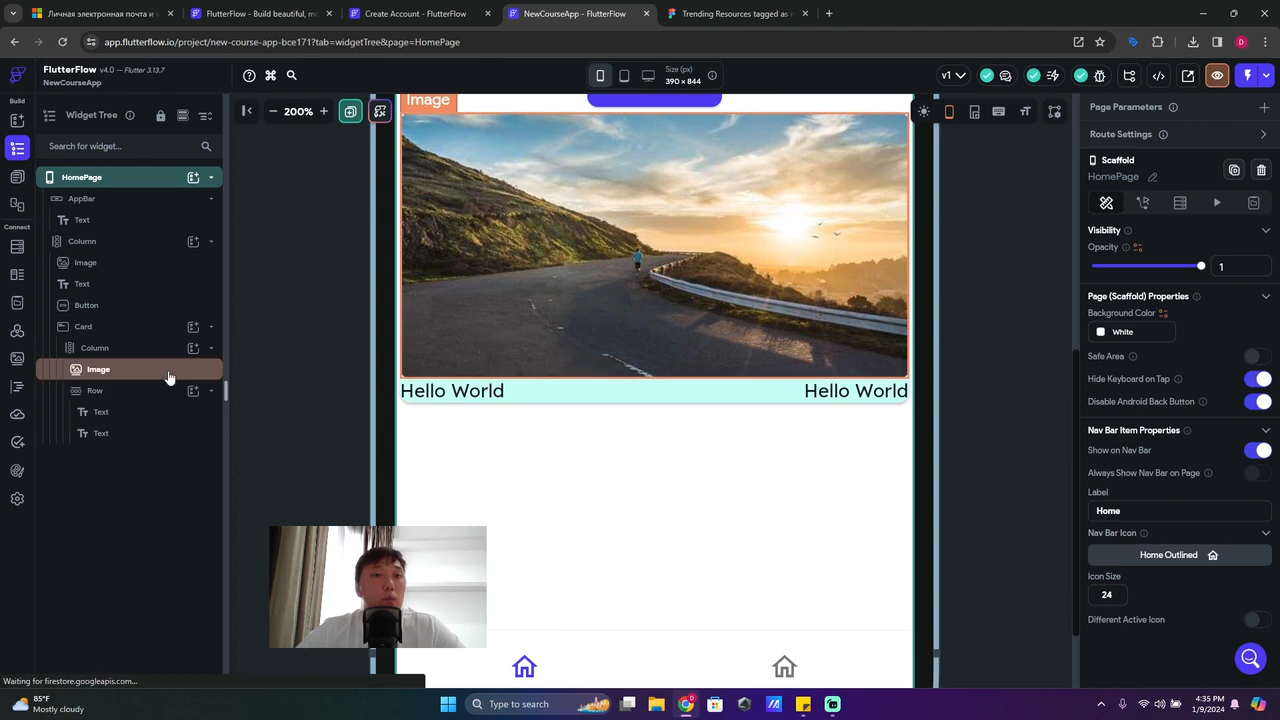 Microsoft электронная почта и
FlutterFlow - Build beautiful, m
Create Account - FlutterFlow
NewCourseApp - FlutterFlow
Trending Resources tagged as r
app.flutterflow.io/project/new-course-app-bce171?tab=widgetTree&page=HomePage
D
FlutterFlow v4.0 — Flutter 3.13.7
NewCourseApp
Size (px)
390 × 844
v1
Build
Widget Tree
200%
Image
Search for widget...
HomePage
AppBar
Text
Connect
Column
Image
Text
Button
Card
Column
Image
Row
Text
Text
Hello World
Hello World
Page Parameters
Route Settings
Scaffold
HomePage
Visibility
Opacity
1
Page (Scaffold) Properties
Background Color
White
Safe Area
Hide Keyboard on Tap
Disable Android Back Button
Nav Bar Item Properties
Show on Nav Bar
Always Show Nav Bar on Page
Label
Home
Nav Bar Icon
Home Outlined
Icon Size
24
Different Active Icon
Waiting for firestore.googleapis.com...
85°F
Mostly cloudy
Type to search
4:35 PM
1/9/2024